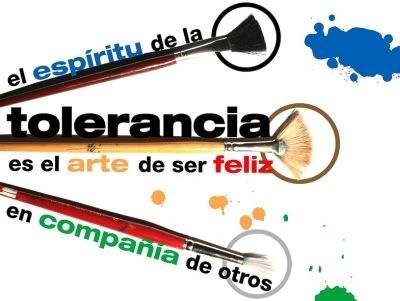 el espíritu de la
tolerancia
es el arte de ser feliz
en compañía de otros